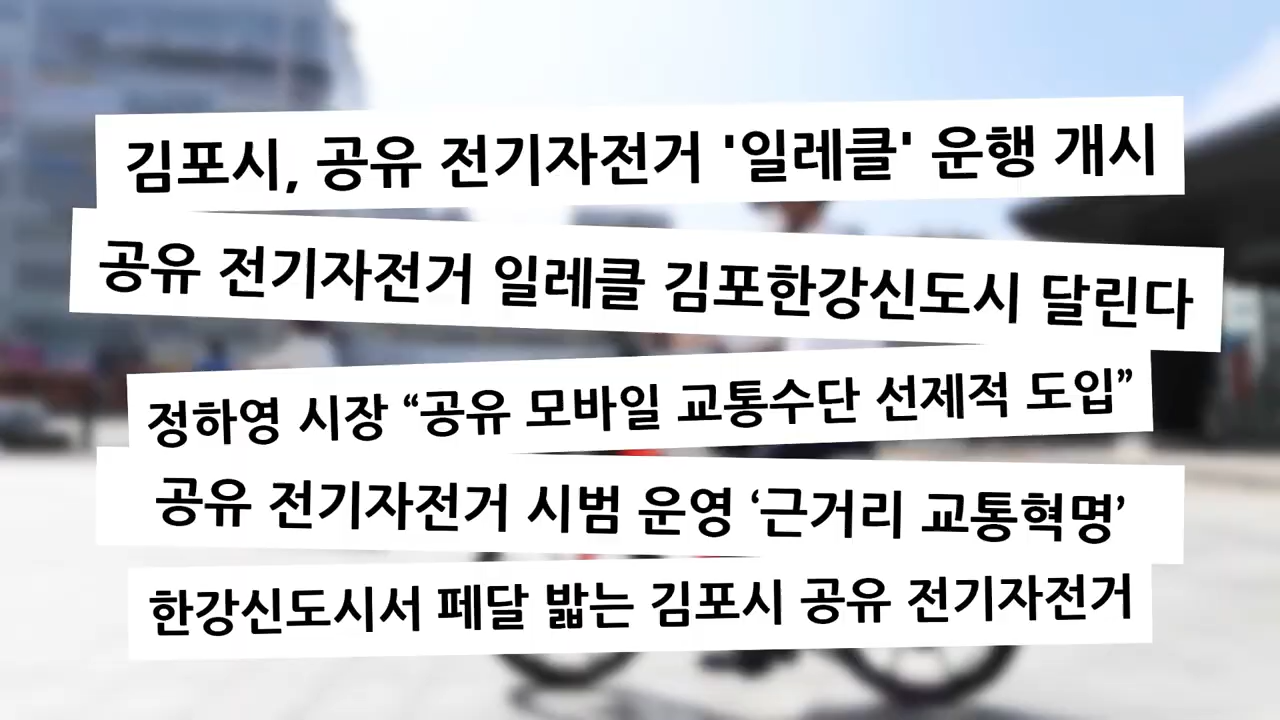 김포시, 공유 전기자전거 '일레클' 운행 개시
공유 전기자전거 일레클 김포한강신도시 달린다
정하영 시장 “공유 모바일 교통수단 선제적 도입”
공유 전기자전거 시범 운영 ‘근거리 교통혁명’
한강신도시서 페달 밟는 김포시 공유 전기자전거